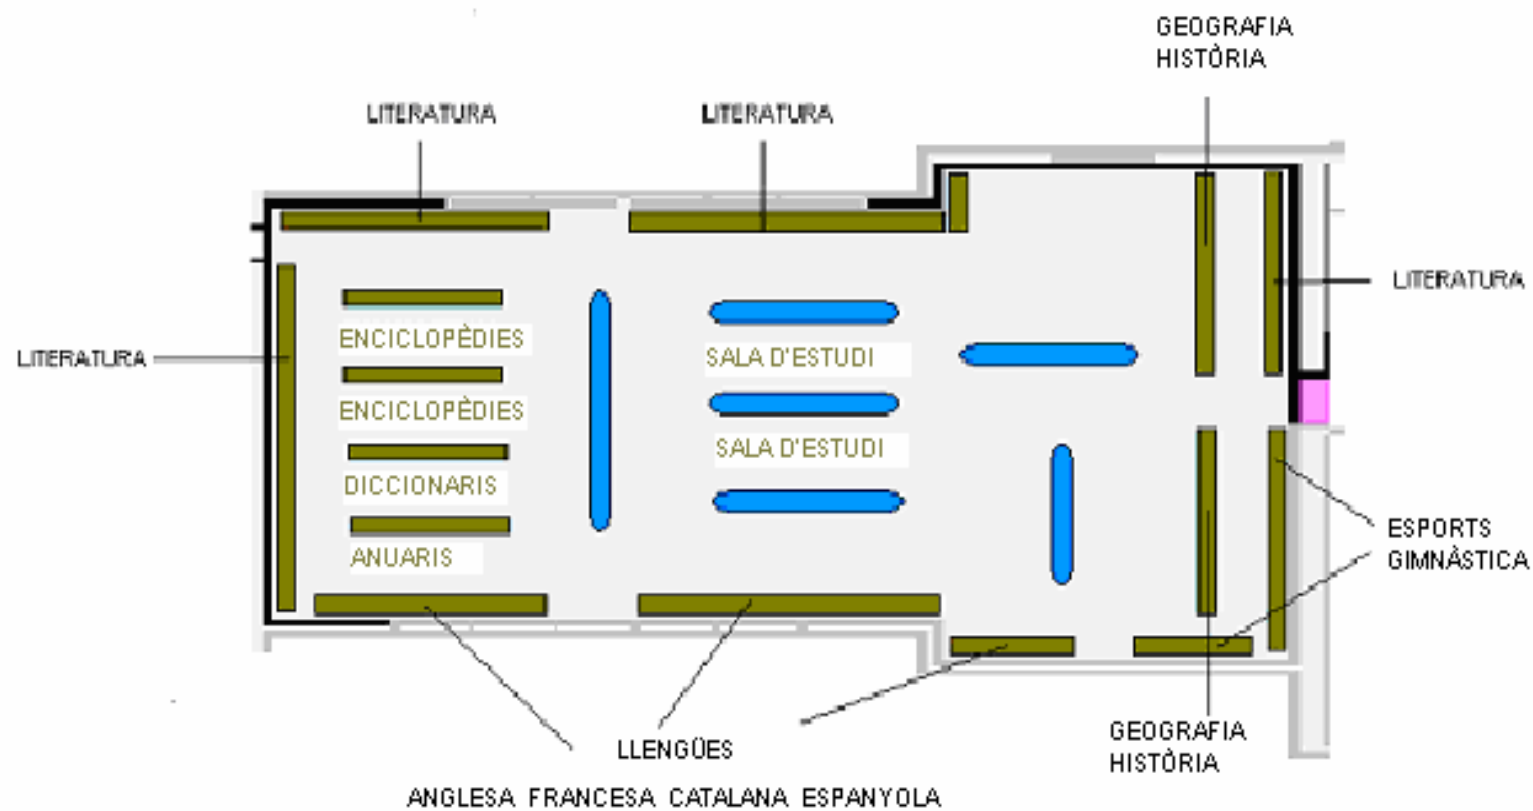 GEOGRAFIA
HISTÒRIA
LITERATURA
LITERATURA
LITERATURA
LITERATURA
ENCICLOPÈDIES
SALA D'ESTUDI
ENCICLOPÈDIES
SALA D'ESTUDI
DICCIONARIS
ANUARIS
ESPORTS
GIMNÀSTICA
GEOGRAFIA
HISTÒRIA
LLENGÜES
ANGLESA FRANCESA CATALANA ESPANYOLA